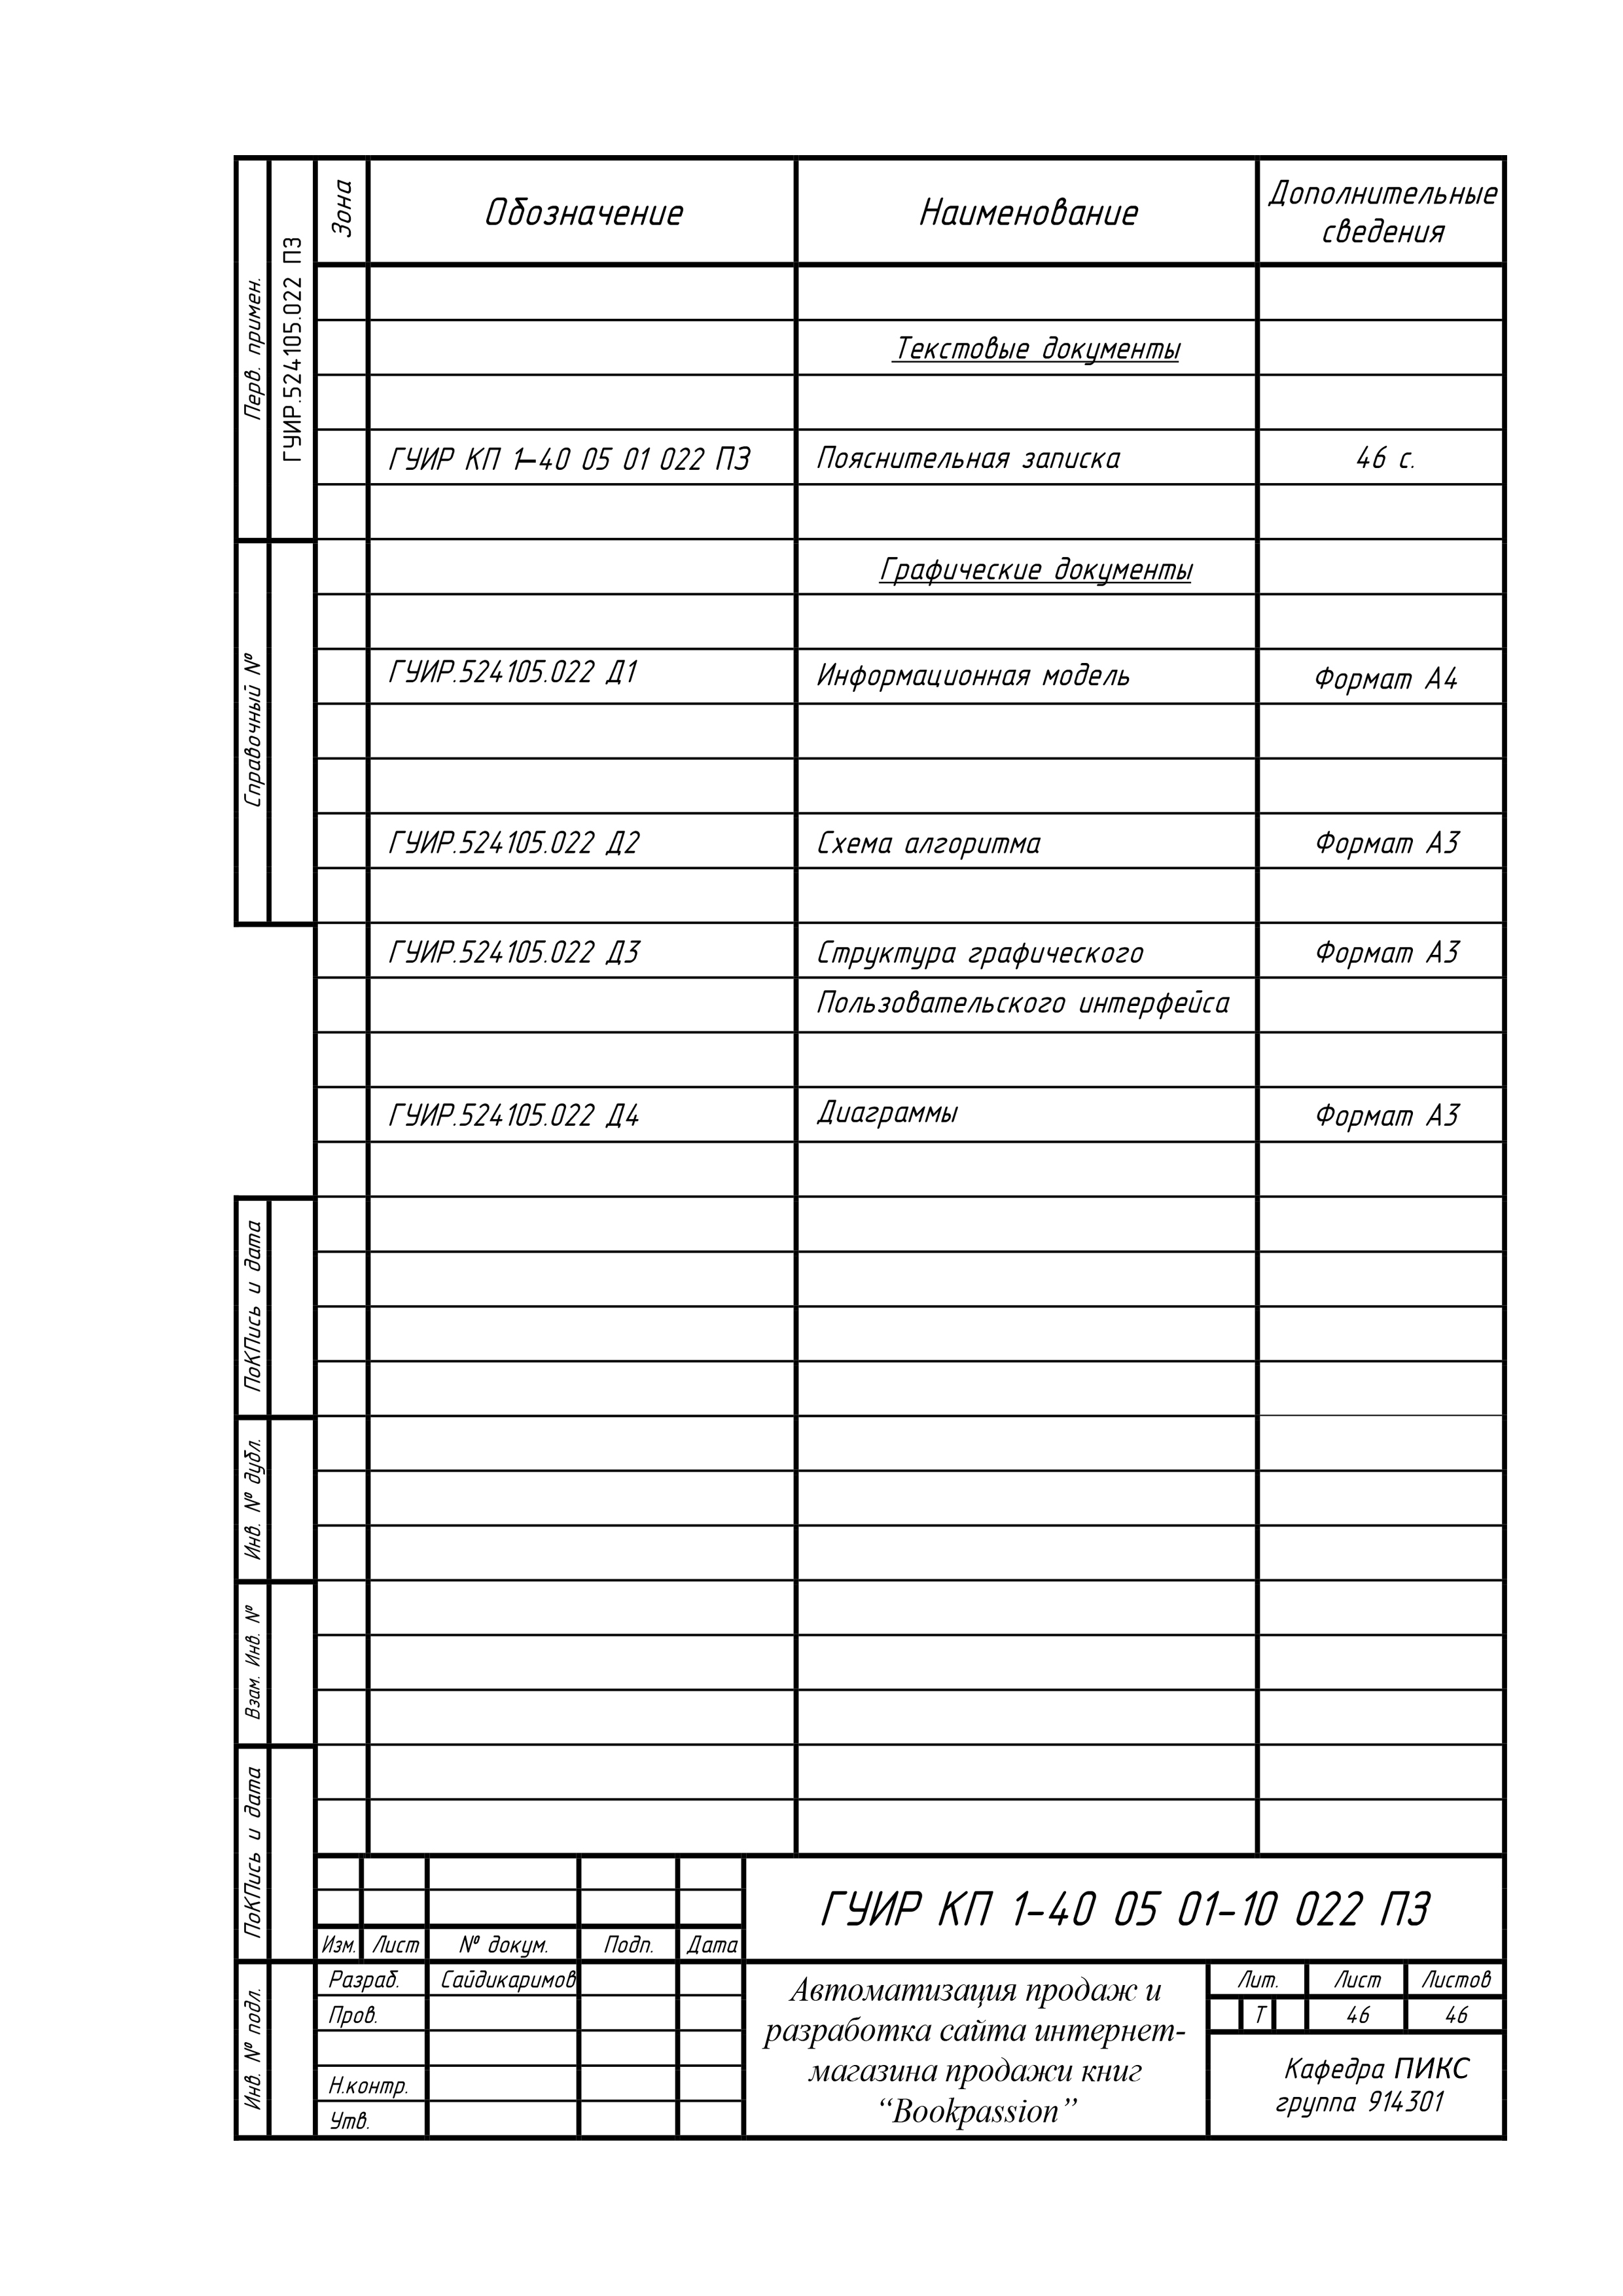 Перв. примен.
ГУИР.524105.022 ПЗ
Справочный №
ПоКПись и дата
Инв. № дубл.
Взам. Инв. №
ПоКПись и дата
Инв. № подл.
Зона Обозначение Наименование Дополнительные
сведения
Текстовые документы
ГУИР КП 1-40 05 01 022 ПЗ Пояснительная записка 46 с.
Графические документы
ГУИР.524105.022 Д1 Информационная модель Формат А4
ГУИР.524105.022 Д2 Схема алгоритма Формат А3
ГУИР.524105.022 Д3 Структура графического Формат А3
Пользовательского интерфейса
ГУИР.524105.022 Д4 Диаграммы Формат А3
ГУИР КП 1-40 05 01-10 022 ПЗ
Изм. Лист № докум. Подп. Дата
Разраб. Сайдикаримов
Пров.
Н.контр.
Утв.
Автоматизация продаж и
разработка сайта интернет-
магазина продажи книг
“Bookpassion”
Лит. Лист Листов
Т 46 46
Кафедра ПИКС
группа 914301